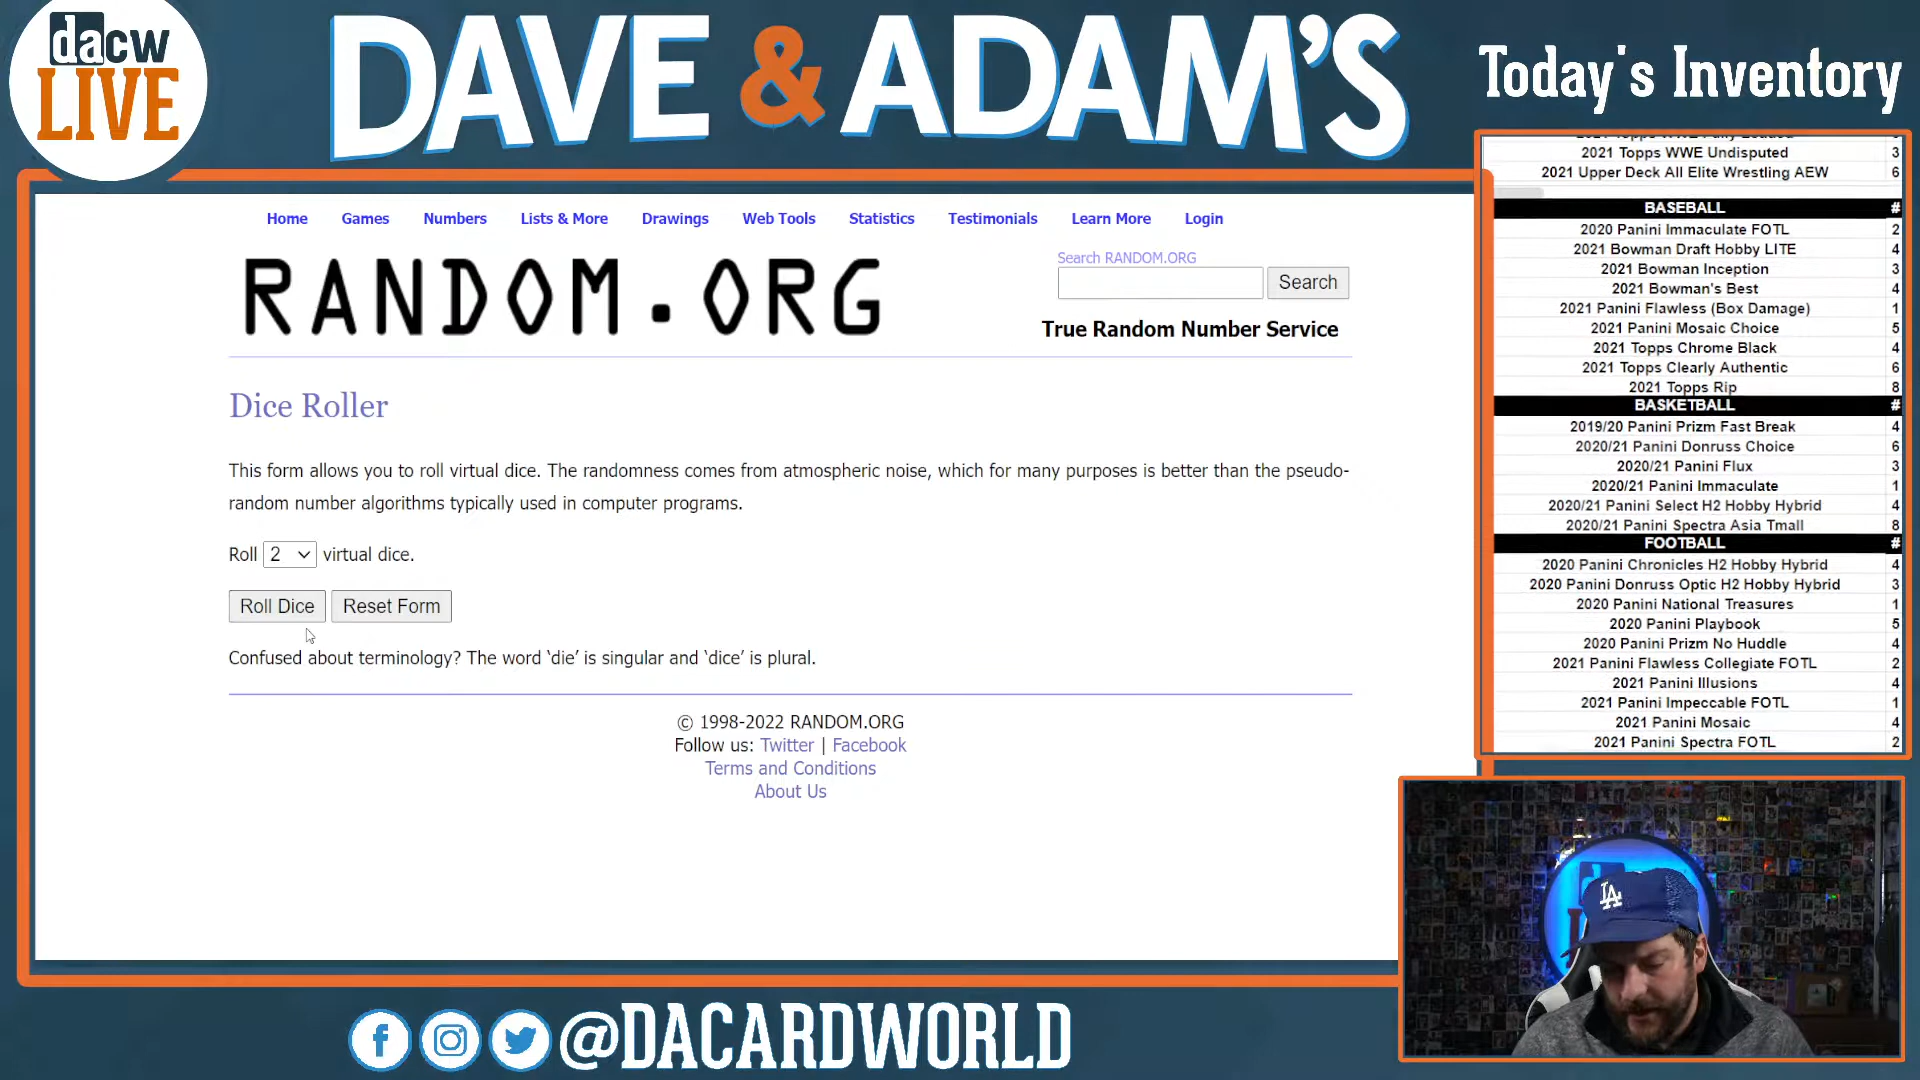 dacw
LIVE
DAVE & ADAM'S
Today's Inventory
Home Games Numbers Lists & More Drawings Web Tools Statistics Testimonials Learn More Login
RANDOM.ORG
Search RANDOM.ORG
Search
True Random Number Service
Dice Roller
This form allows you to roll virtual dice. The randomness comes from atmospheric noise, which for many purposes is better than the pseudo-
random number algorithms typically used in computer programs.
Roll 2 virtual dice.
Roll Dice Reset Form
Confused about terminology? The word ‘die’ is singular and ‘dice’ is plural.
© 1998-2022 RANDOM.ORG
Follow us: Twitter | Facebook
Terms and Conditions
About Us
2021 Topps WWE Fully Loaded
2021 Topps WWE Undisputed 3
2021 Upper Deck All Elite Wrestling AEW 6
BASEBALL #
2020 Panini Immaculate FOTL 2
2021 Bowman Draft Hobby LITE 4
2021 Bowman Inception 3
2021 Bowman's Best 4
2021 Panini Flawless (Box Damage) 1
2021 Panini Mosaic Choice 5
2021 Topps Chrome Black 4
2021 Topps Clearly Authentic 6
2021 Topps Rip 8
BASKETBALL #
2019/20 Panini Prizm Fast Break 4
2020/21 Panini Donruss Choice 6
2020/21 Panini Flux 3
2020/21 Panini Immaculate 1
2020/21 Panini Select H2 Hobby Hybrid 4
2020/21 Panini Spectra Asia Tmall 8
FOOTBALL #
2020 Panini Chronicles H2 Hobby Hybrid 4
2020 Panini Donruss Optic H2 Hobby Hybrid 3
2020 Panini National Treasures 1
2020 Panini Playbook 5
2020 Panini Prizm No Huddle 4
2021 Panini Flawless Collegiate FOTL 2
2021 Panini Illusions 4
2021 Panini Impeccable FOTL 1
2021 Panini Mosaic 4
2021 Panini Spectra FOTL 2
LA
@DACARDWORLD